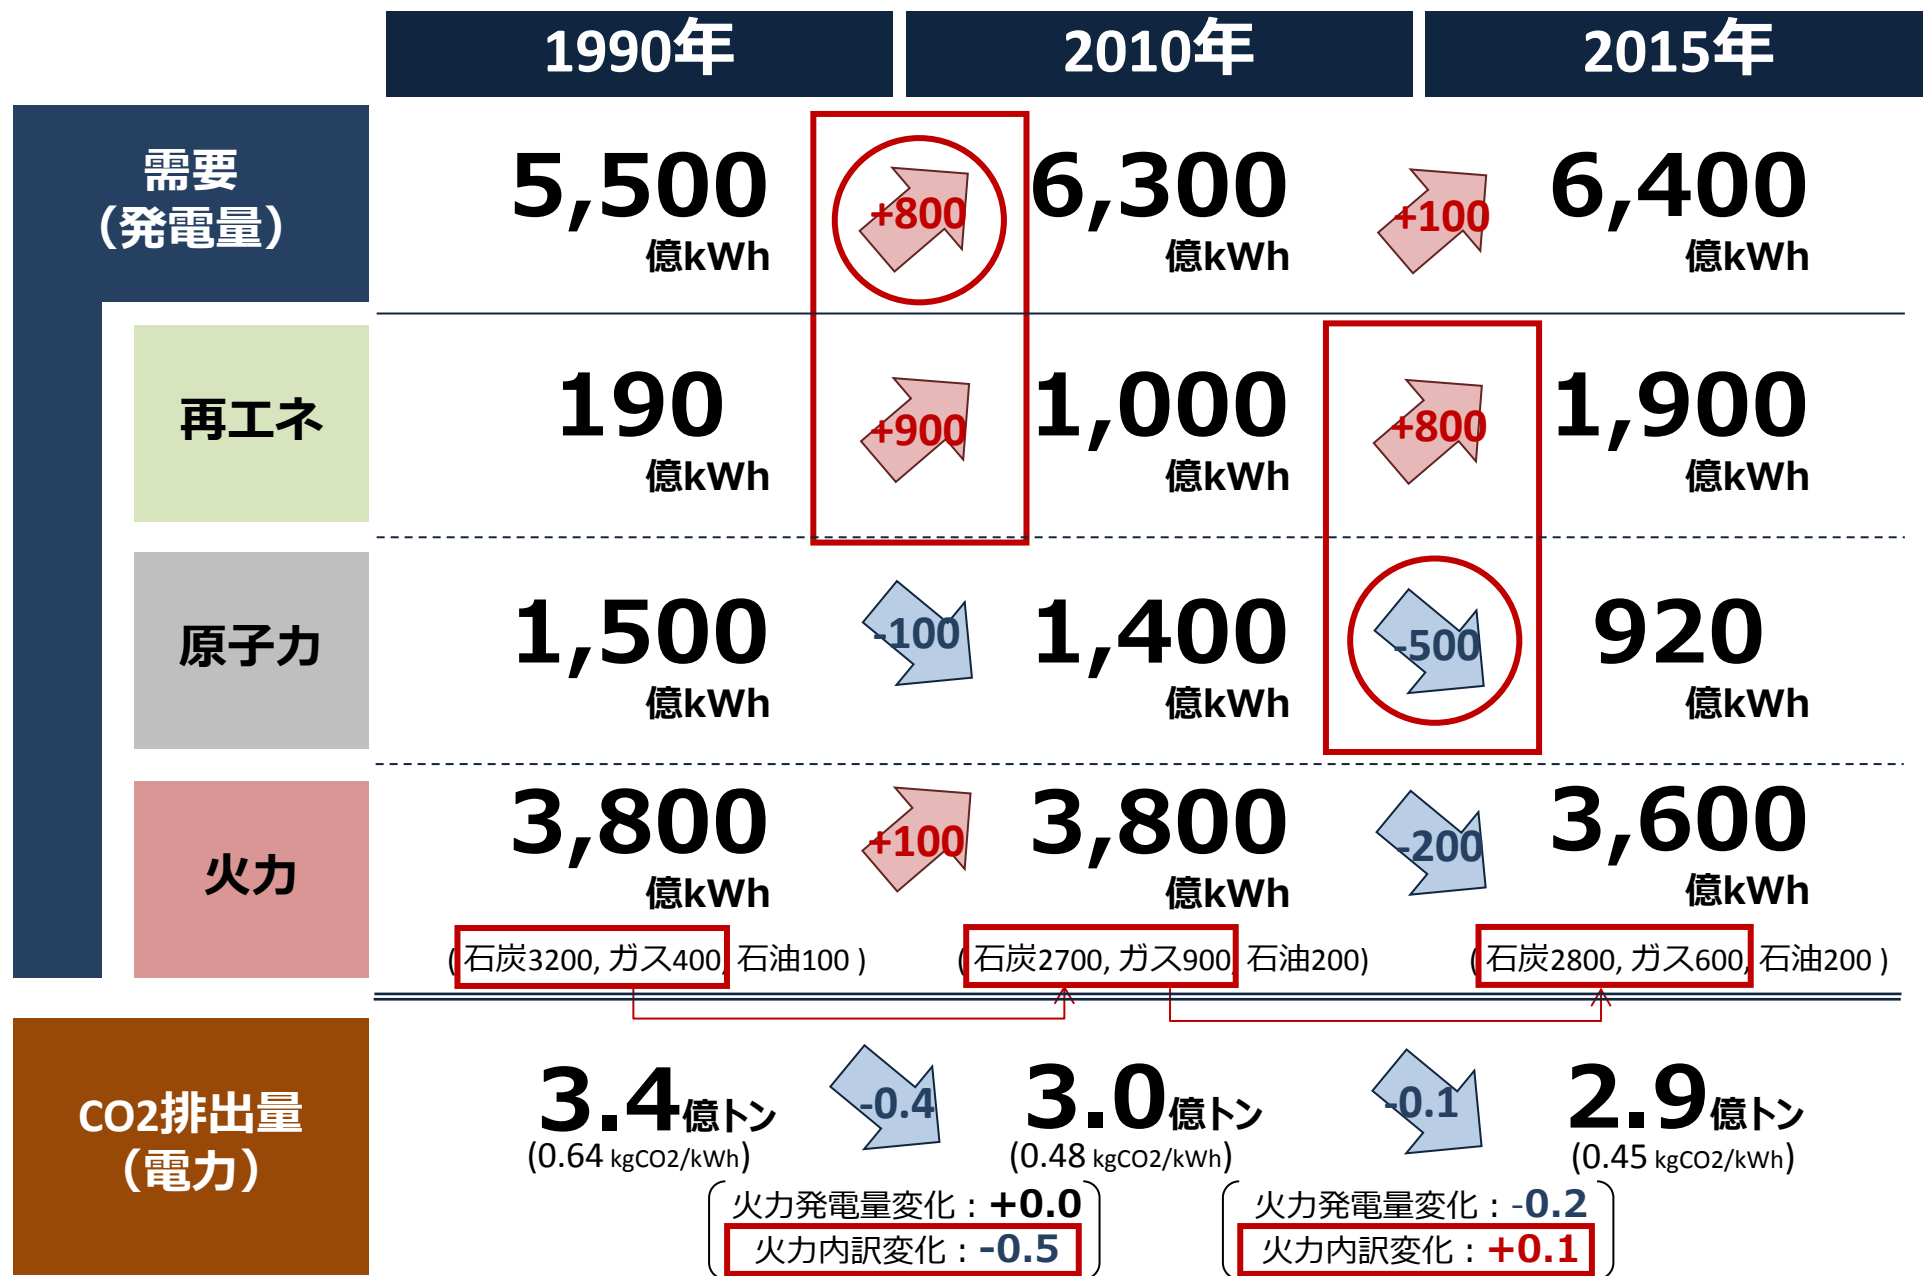 1990年 2010年 2015年
需要
（発電量）
5,500
億kWh
+800
6,300
億kWh
+100
6,400
億kWh
再エネ
190
億kWh
+900
1,000
億kWh
+800
1,900
億kWh
原子力
1,500
億kWh
-100
1,400
億kWh
-500
920
億kWh
火力
3,800
億kWh
+100
3,800
億kWh
-200
3,600
億kWh
( 石炭3200, ガス400, 石油100 )
( 石炭2700, ガス900, 石油200)
( 石炭2800, ガス600, 石油200 )
CO2排出量
（電力）
3.4億トン
(0.64 kgCO2/kWh)
-0.4
3.0億トン
(0.48 kgCO2/kWh)
-0.1
2.9億トン
(0.45 kgCO2/kWh)
火力発電量変化：+0.0
火力内訳変化：-0.5
火力発電量変化：-0.2
火力内訳変化：+0.1